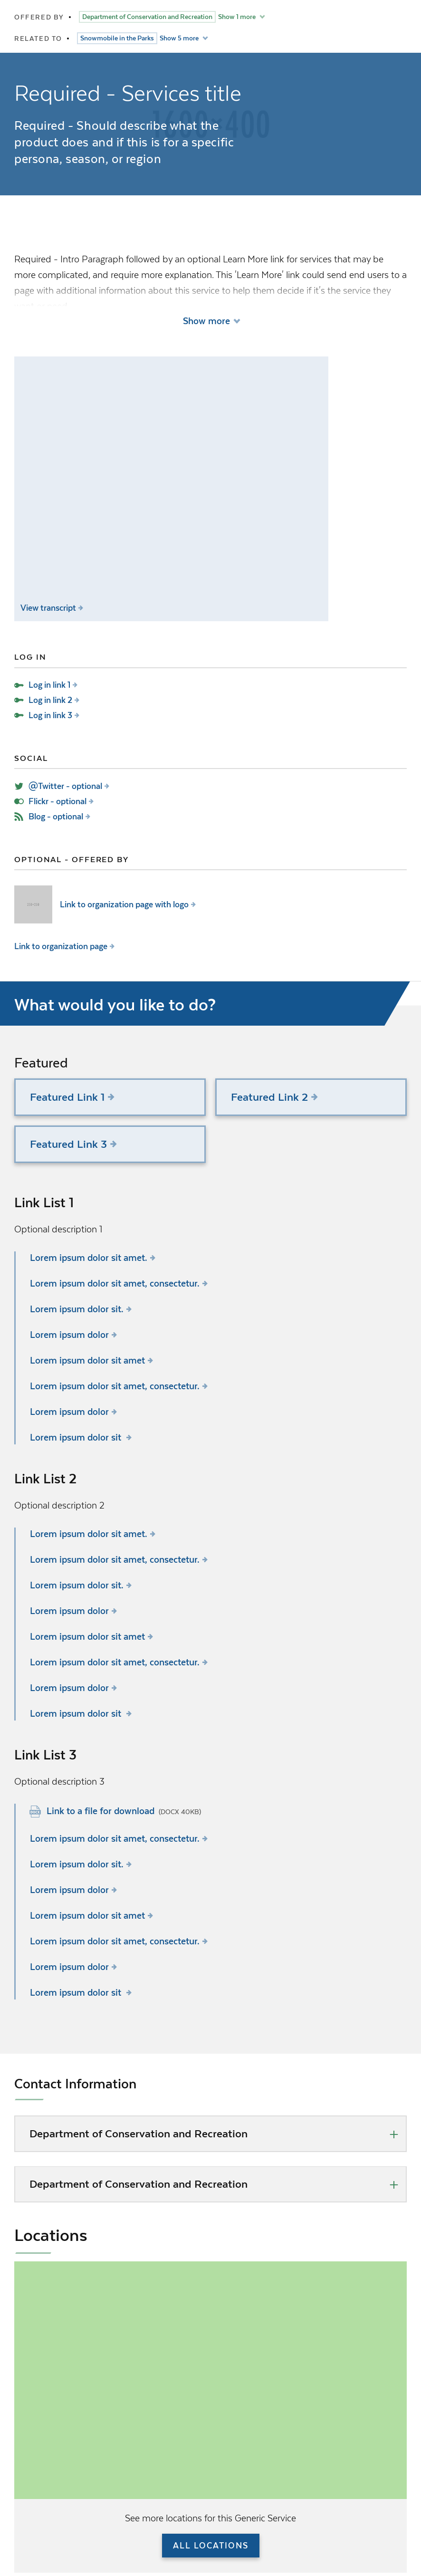 OFFERED BY • Department of Conservation and Recreation Show 1 more
RELATED TO • Snowmobile in the Parks Show 5 more
Required - Services title
1600x400
Required - Should describe what the
product does and if this is for a specific
persona, season, or region
Required - Intro Paragraph followed by an optional Learn More link for services that may be
more complicated, and require more explanation. This 'Learn More' link could send end users to a
page with additional information about this service to help them decide if it's the service they
Show more
View transcript
LOG IN
Log in link 1
Log in link 2
Log in link 3
SOCIAL
@Twitter - optional
Flickr - optional
Blog - optional
OPTIONAL - OFFERED BY
Link to organization page with logo
Link to organization page
What would you like to do?
Featured
Featured Link 1
Featured Link 2
Featured Link 3
Link List 1
Optional description 1
Lorem ipsum dolor sit amet.
Lorem ipsum dolor sit amet, consectetur.
Lorem ipsum dolor sit.
Lorem ipsum dolor
Lorem ipsum dolor sit amet
Lorem ipsum dolor sit amet, consectetur.
Lorem ipsum dolor
Lorem ipsum dolor sit
Link List 2
Optional description 2
Lorem ipsum dolor sit amet.
Lorem ipsum dolor sit amet, consectetur.
Lorem ipsum dolor sit.
Lorem ipsum dolor
Lorem ipsum dolor sit amet
Lorem ipsum dolor sit amet, consectetur.
Lorem ipsum dolor
Lorem ipsum dolor sit
Link List 3
Optional description 3
Link to a file for download (DOCX 40KB)
Lorem ipsum dolor sit amet, consectetur.
Lorem ipsum dolor sit.
Lorem ipsum dolor
Lorem ipsum dolor sit amet
Lorem ipsum dolor sit amet, consectetur.
Lorem ipsum dolor
Lorem ipsum dolor sit
Contact Information
Department of Conservation and Recreation
Department of Conservation and Recreation
Locations
See more locations for this Generic Service
ALL LOCATIONS